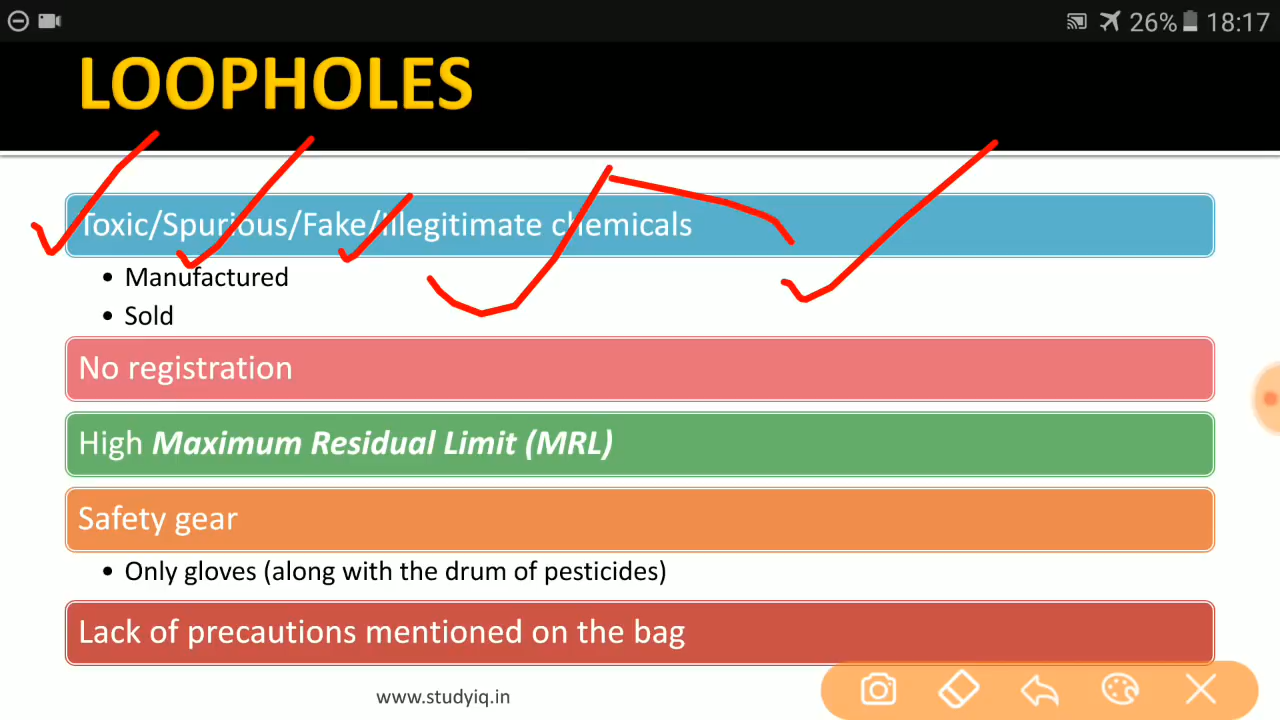 26% 18:17
LOOPHOLES
Toxic/Spurious/Fake/Illegitimate chemicals
• Manufactured
• Sold
No registration
High Maximum Residual Limit (MRL)
Safety gear
• Only gloves (along with the drum of pesticides)
Lack of precautions mentioned on the bag
www.studyiq.in